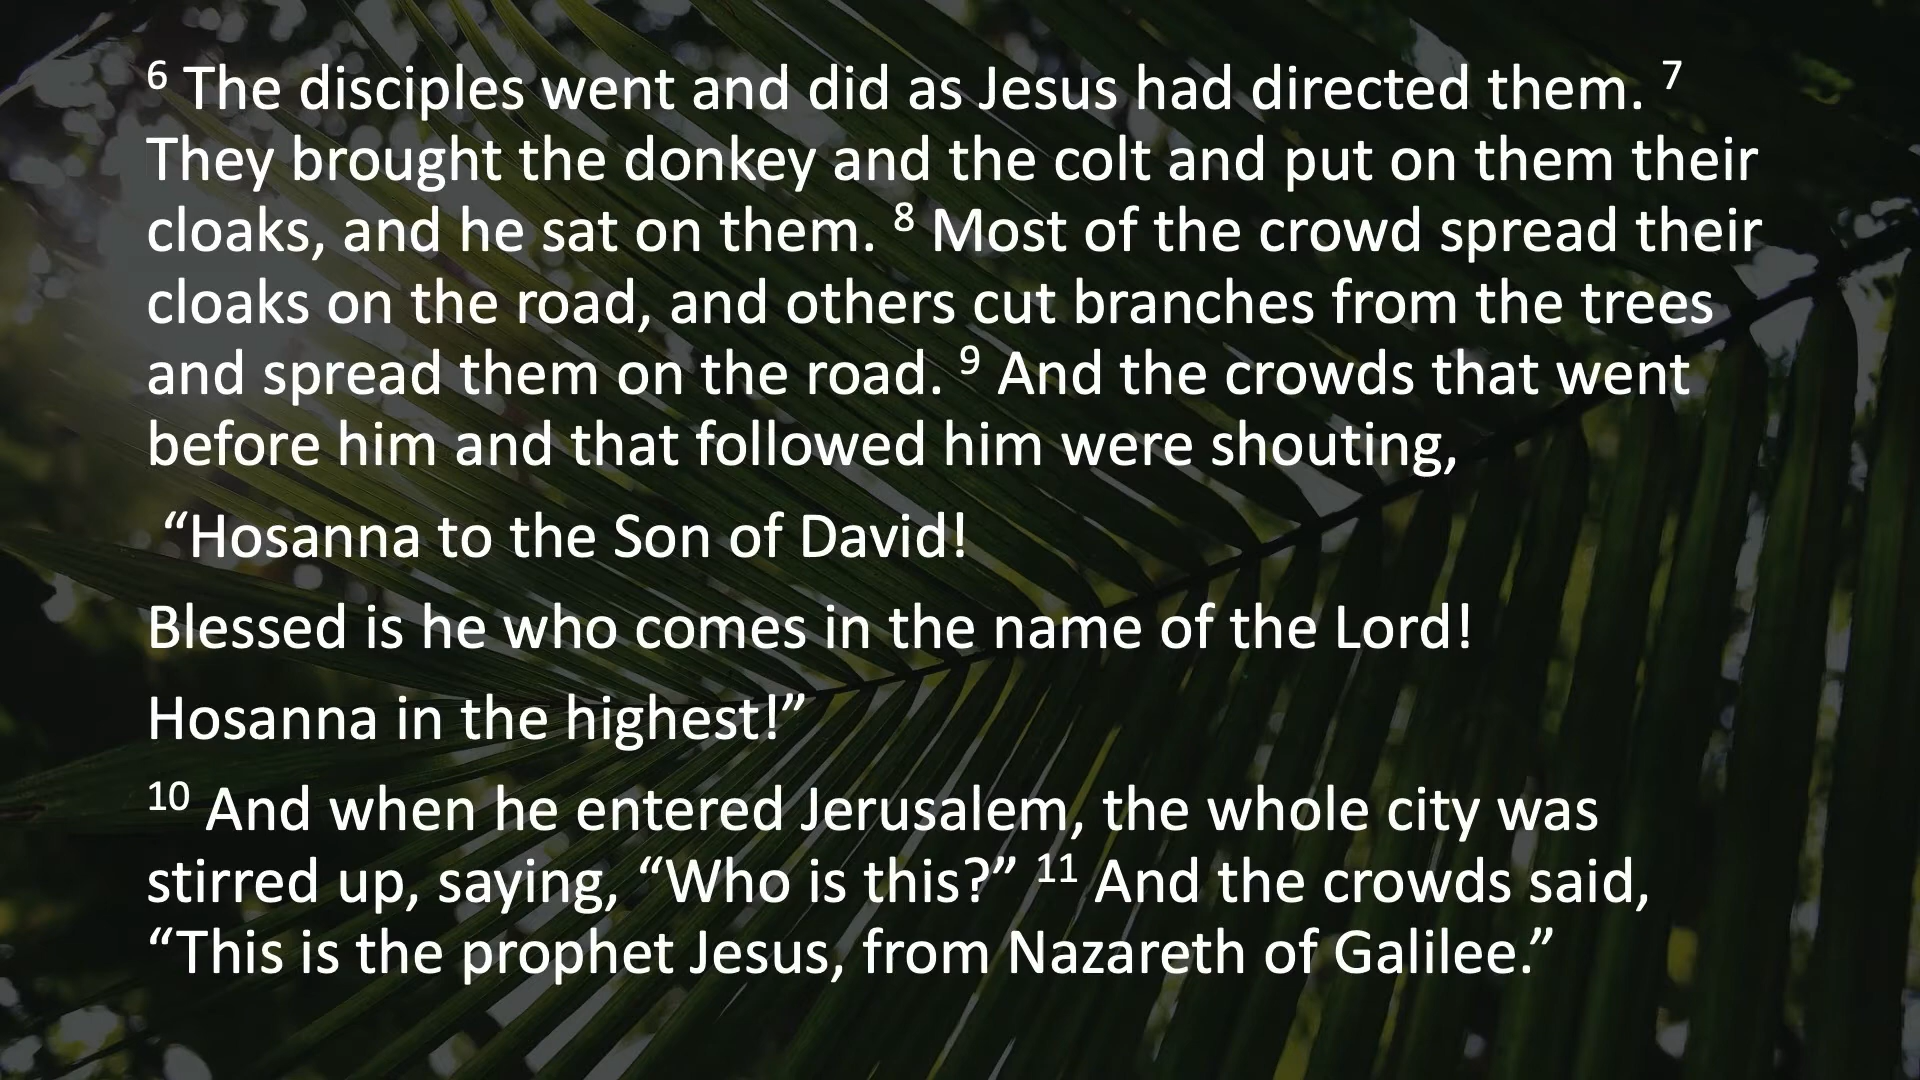 6 The disciples went and did as Jesus had directed them. 7
They brought the donkey and the colt and put on them their
cloaks, and he sat on them. 8 Most of the crowd spread their
cloaks on the road, and others cut branches from the trees
and spread them on the road. 9 And the crowds that went
before him and that followed him were shouting,
“Hosanna to the Son of David!
Blessed is he who comes in the name of the Lord!
Hosanna in the highest!”
10 And when he entered Jerusalem, the whole city was
stirred up, saying, “Who is this?” 11 And the crowds said,
“This is the prophet Jesus, from Nazareth of Galilee.”